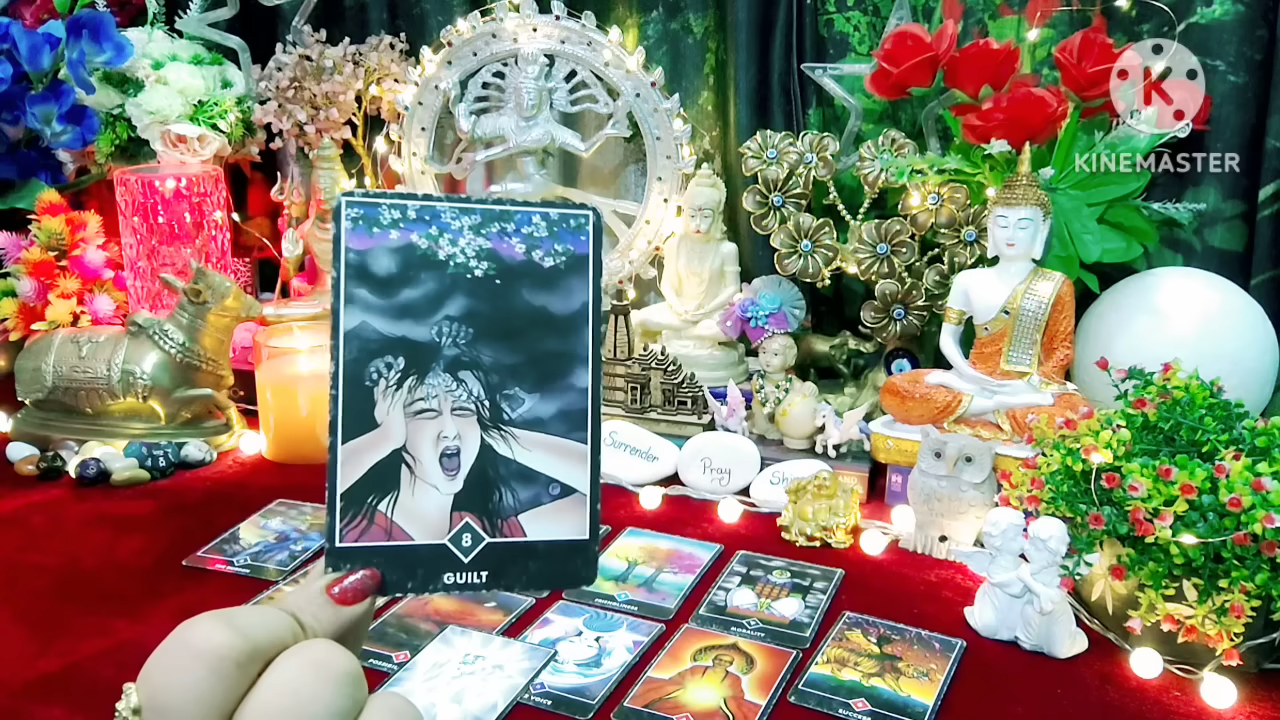 K
KINEMASTER
Surrender
Pray
8
GUILT
FRIENDLINESS
MORALITY
SUCCESS